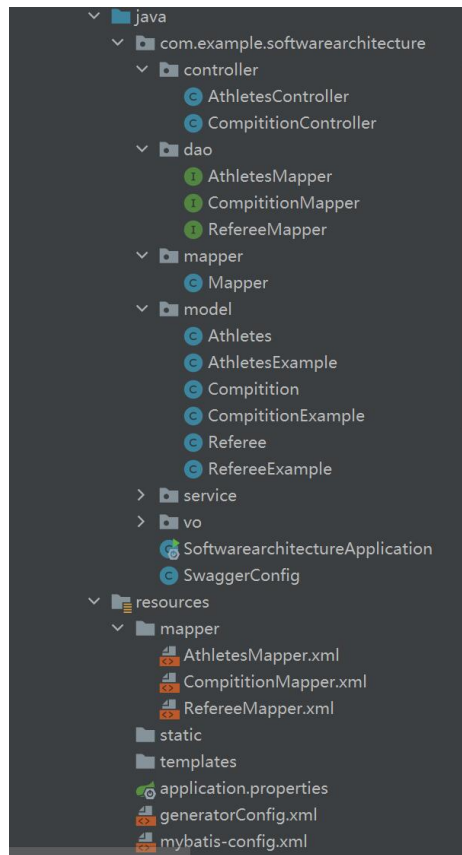 java
com.example.softwarearchitecture
controller
AthletesController
CompititionController
dao
AthletesMapper
CompititionMapper
RefereeMapper
mapper
Mapper
model
Athletes
AthletesExample
Compitition
CompititionExample
Referee
RefereeExample
service
vo
SoftwarearchitectureApplication
SwaggerConfig
resources
mapper
AthletesMapper.xml
CompititionMapper.xml
RefereeMapper.xml
static
templates
application.properties
generatorConfig.xml
mybatis-config.xml